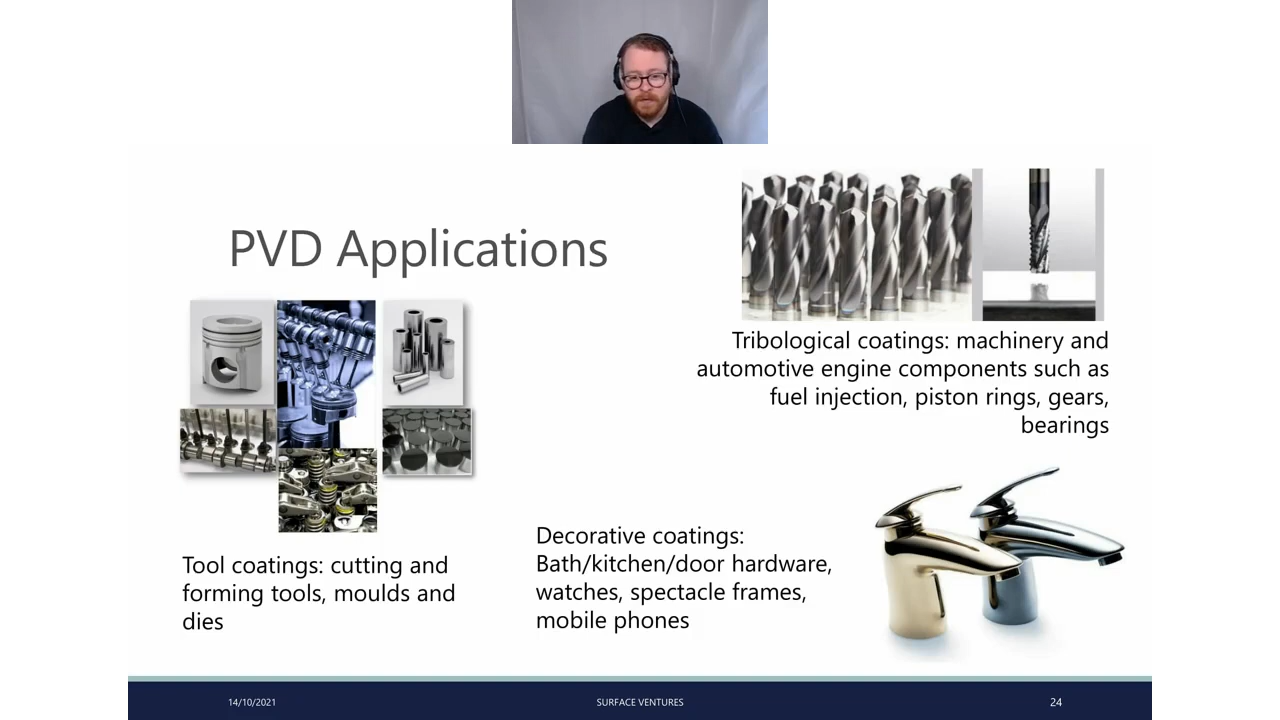 PVD Applications
Tribological coatings: machinery and
automotive engine components such as
fuel injection, piston rings, gears,
bearings
Decorative coatings:
Bath/kitchen/door hardware,
watches, spectacle frames,
mobile phones
Tool coatings: cutting and
forming tools, moulds and
dies
14/10/2021
SURFACE VENTURES
24